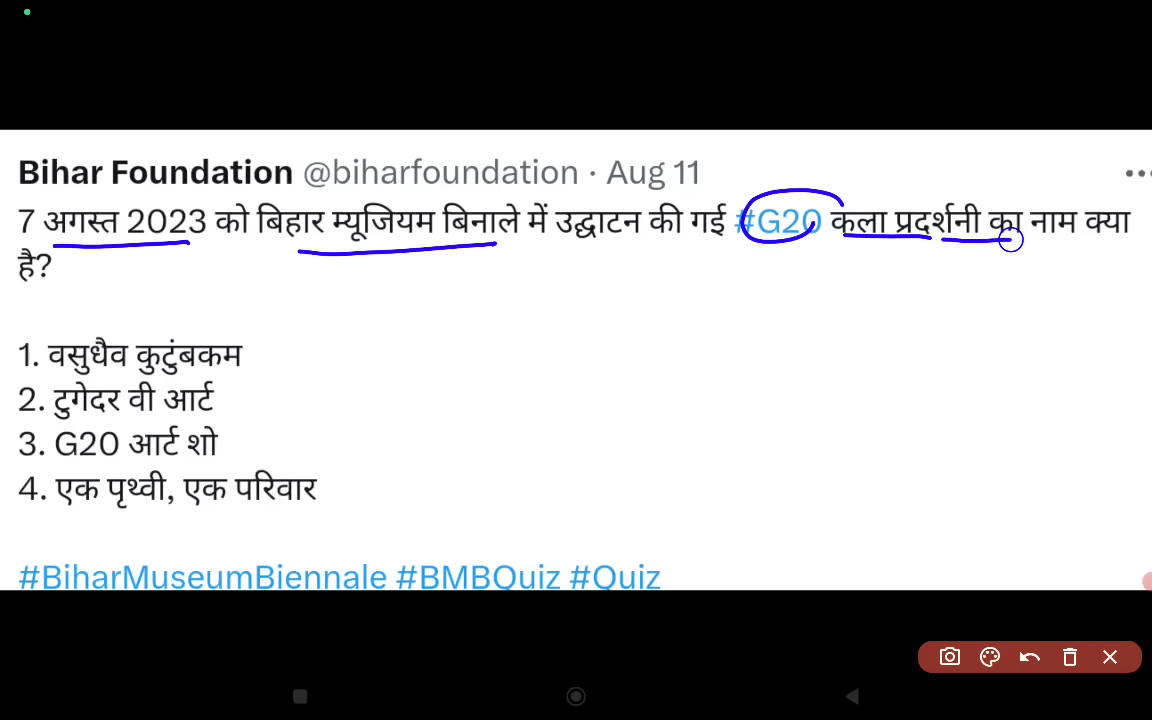 Bihar Foundation @biharfoundation · Aug 11
7 अगस्त 2023 को बिहार म्यूजियम बिनाले में उद्घाटन की गई #G20 कला प्रदर्शनी का नाम क्या
है?
1. वसुधैव कुटुंबकम
2. टुगेदर वी आर्ट
3. G20 आर्ट शो
4. एक पृथ्वी, एक परिवार
#BiharMuseumBiennale #BMBQuiz #Quiz